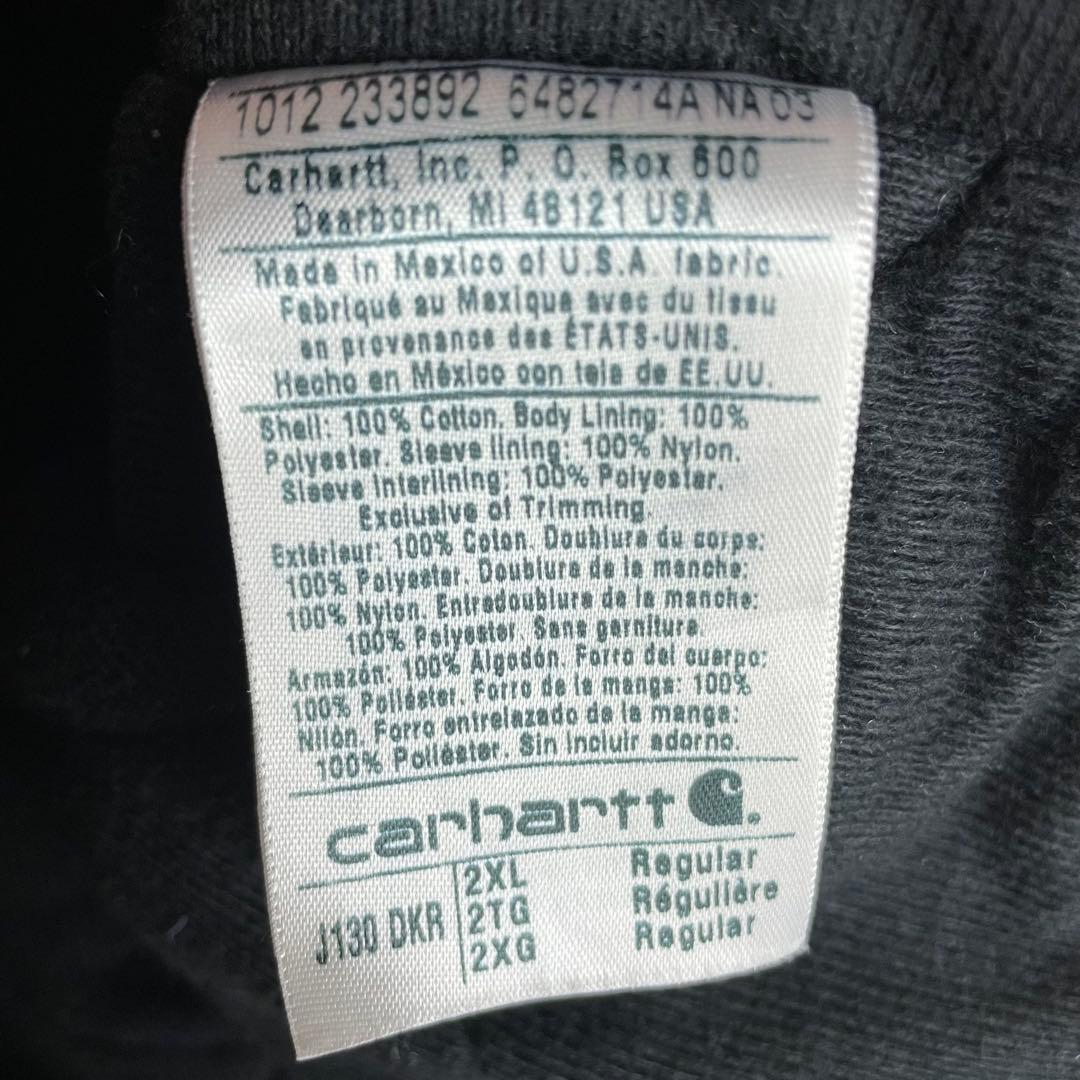 1012 233892 6482714A NA 03
Carhartt, Inc. P. O. Box 600
Dearborn, MI 48121 USA
Made in Mexico of U.S.A. fabric.
Fabriqué au Mexique avec du tissu
en provenance des ÉTATS-UNIS.
Hecho en México con tela de EE.UU.
Shell: 100% Cotton. Body Lining: 100%
Polyester. Sleeve lining: 100% Nylon.
Sleeve Interlining: 100% Polyester.
Exclusive of Trimming
Extérieur: 100% Coton. Doublure du corps:
100% Polyester. Doublure de la manche:
100% Nylon. Entredoublure de la manche:
100% Polyester. Sans garniture.
Armazón: 100% Algodón. Forro del cuerpo:
100% Poliéster. Forro de la manga: 100%
Nilón. Forro entrelazado de la manga:
100% Poliéster. Sin incluir adorno.
carhartt
J130 DKR
2XL Regular
2TG Régulière
2XG Regular